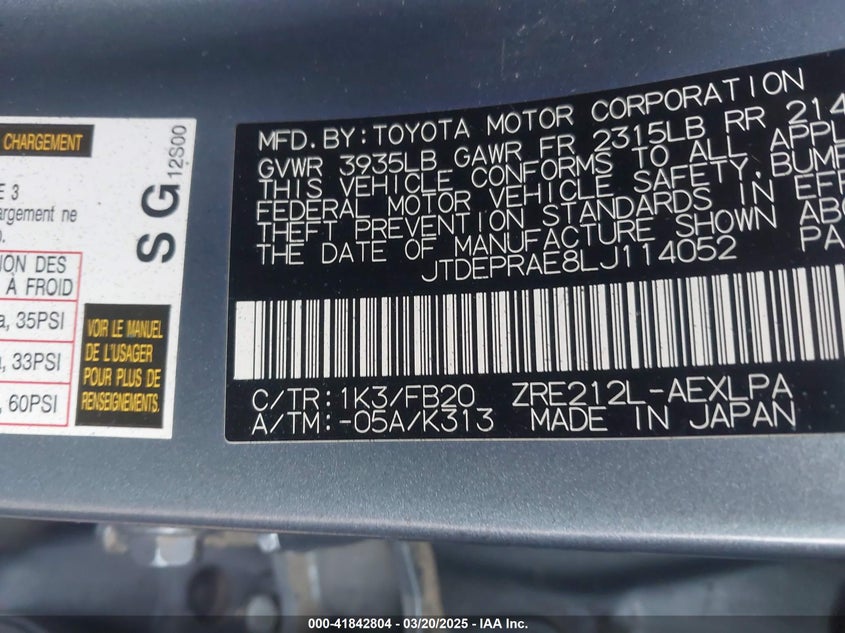 CHARGEMENT
E 3
argement ne
ION DES
À FROID
a, 35PSI
, 33PSI
, 60PSI
SG
12S00
VOIR LE MANUEL
DE L'USAGER
POUR PLUS DE
RENSEIGNEMENTS.
MFD. BY: TOYOTA MOTOR CORPORATION
GVWR 3935LB GAWR FR 2315LB RR 214
THIS VEHICLE CONFORMS TO ALL APPL
FEDERAL MOTOR VEHICLE SAFETY, BUMP
THEFT PREVENTION STANDARDS IN EFF
THE DATE OF MANUFACTURE SHOWN ABO
JTDEPRAE8LJ114052 PA
C/TR: 1K3/FB20 ZRE212L-AEXLPA
A/TM: -05A/K313 MADE IN JAPAN
000-41842804 - 03/20/2025 - IAA Inc.